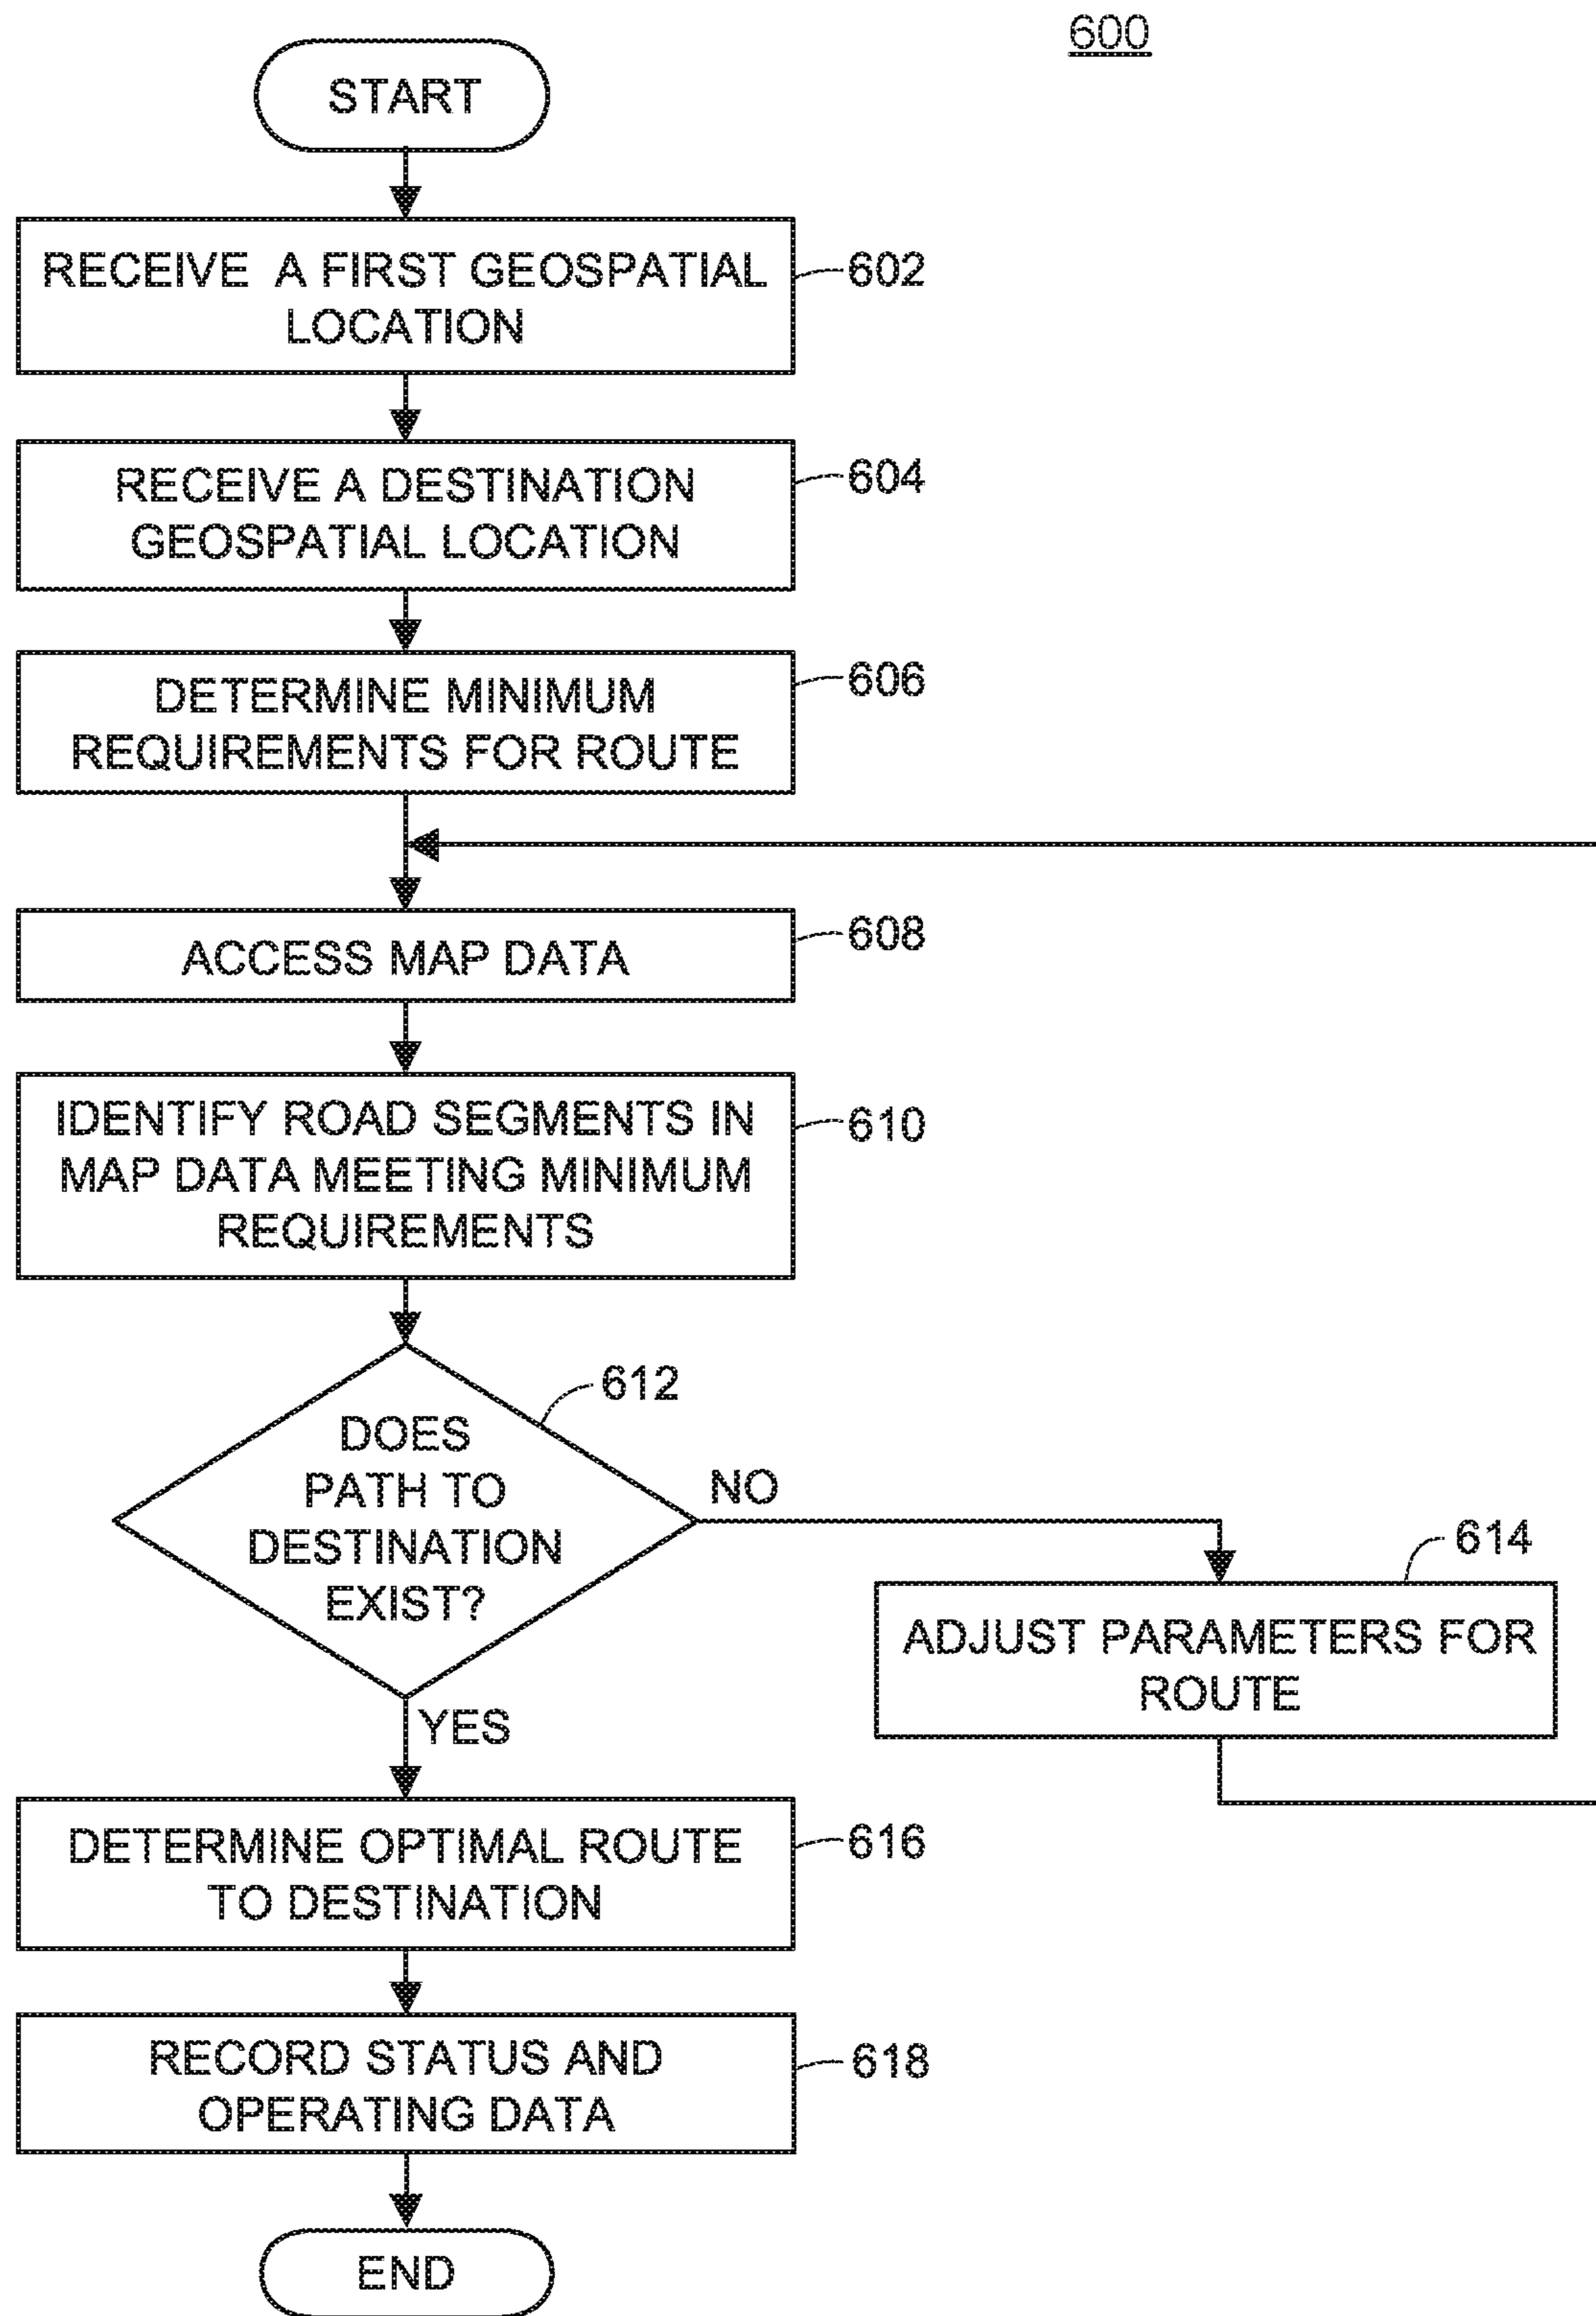 600
START
RECEIVE A FIRST GEOSPATIAL
LOCATION
602
RECEIVE A DESTINATION
GEOSPATIAL LOCATION
604
DETERMINE MINIMUM
REQUIREMENTS FOR ROUTE
606
ACCESS MAP DATA
608
IDENTIFY ROAD SEGMENTS IN
MAP DATA MEETING MINIMUM
REQUIREMENTS
610
612
DOES
PATH TO
DESTINATION
EXIST?
NO
614
ADJUST PARAMETERS FOR
ROUTE
YES
DETERMINE OPTIMAL ROUTE
TO DESTINATION
616
RECORD STATUS AND
OPERATING DATA
618
END